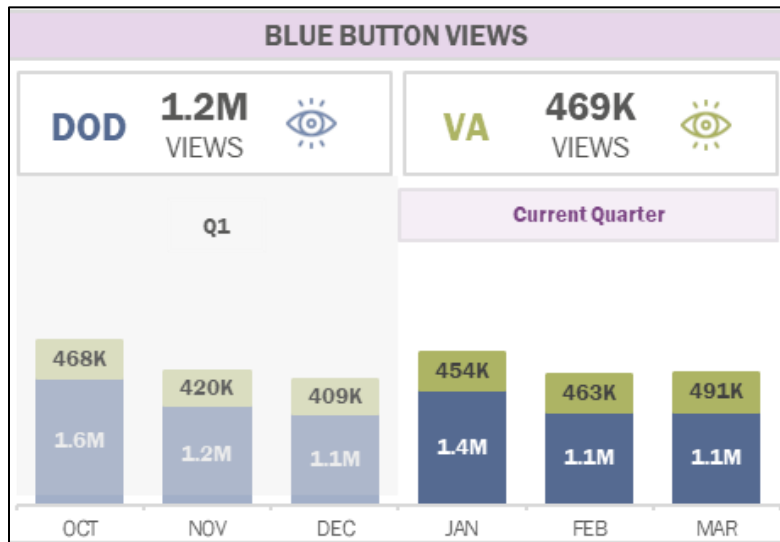 BLUE BUTTON VIEWS
DOD 1.2M VIEWS
VA 469K VIEWS
Q1
Current Quarter
468K 420K 409K 454K 463K 491K
1.6M 1.2M 1.1M 1.4M 1.1M 1.1M
OCT NOV DEC JAN FEB MAR